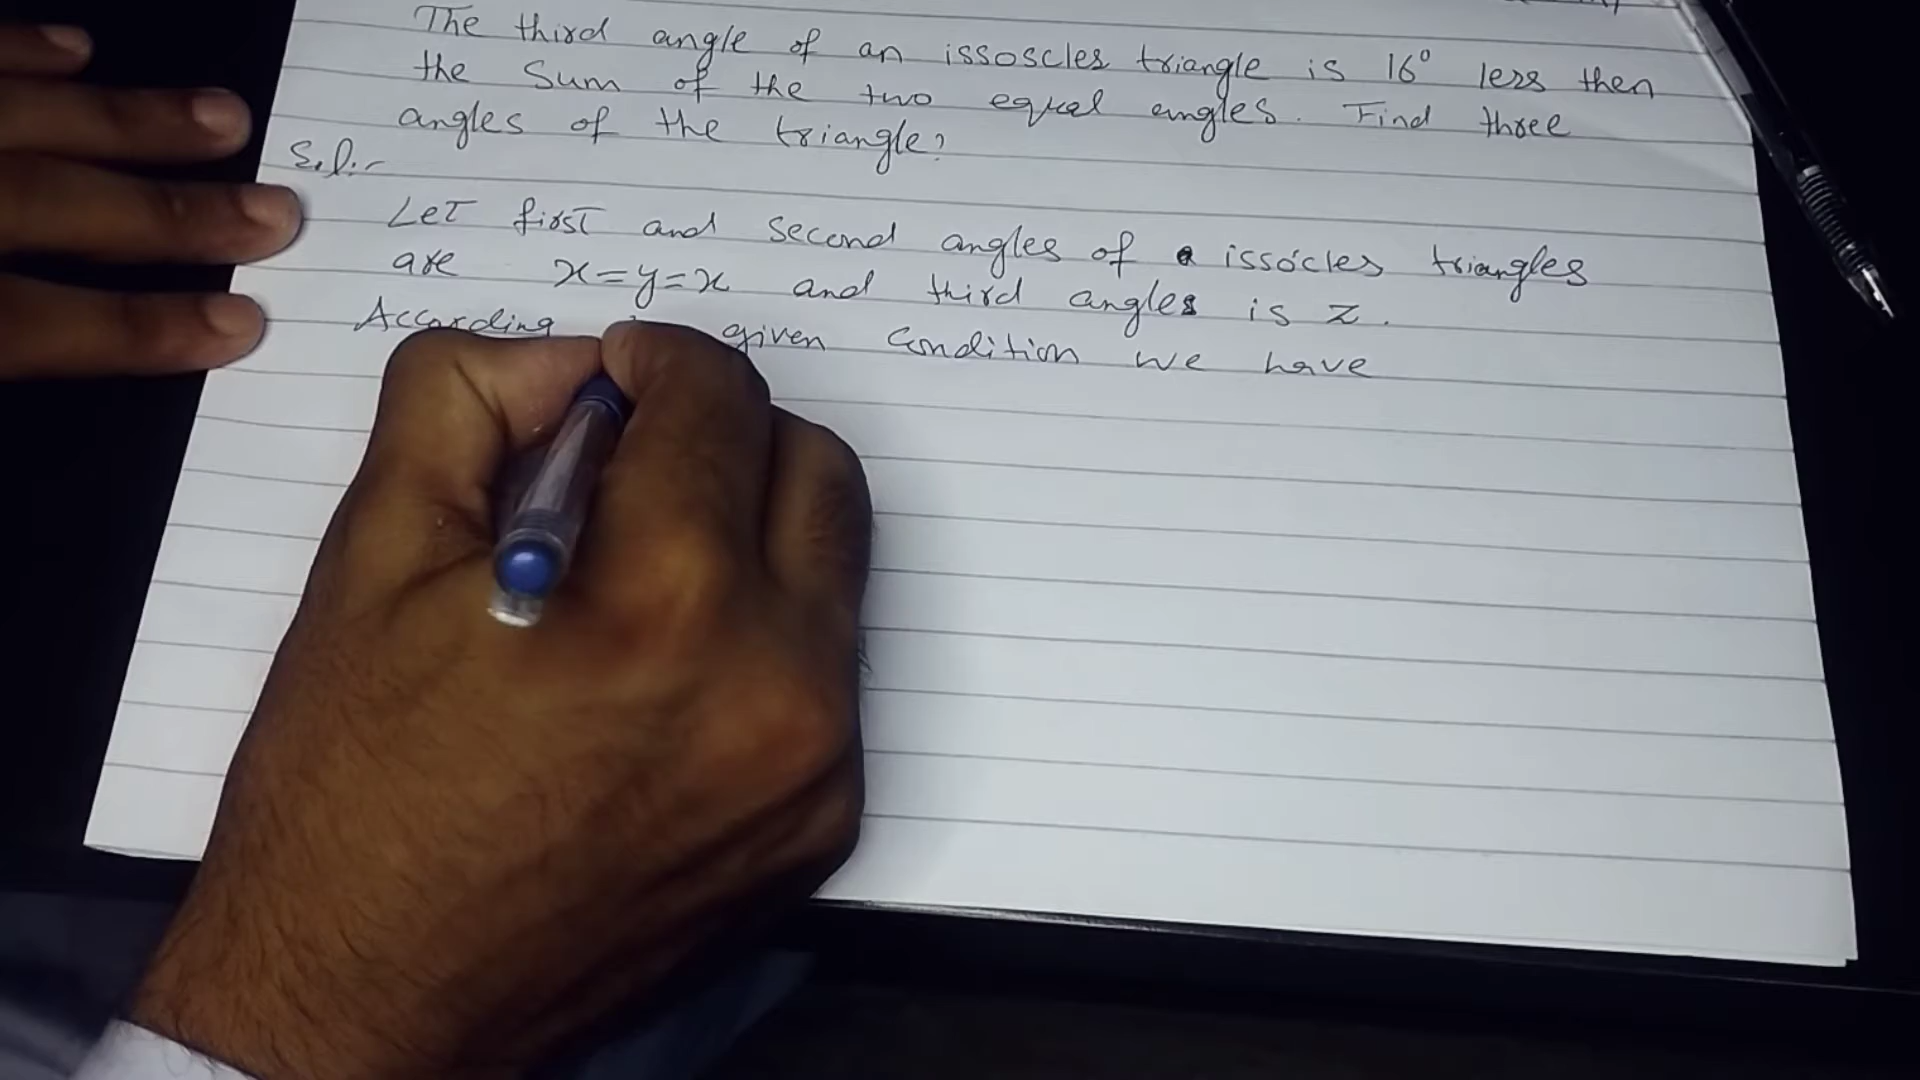 The third angle of an issoscles triangle is 16° less then
the Sum of the two equal angles. Find three
angles of the triangle?
Sol:-
Let first and second angles of issocles triangles
are x=y=x and third angles is z.
According given Condition we have